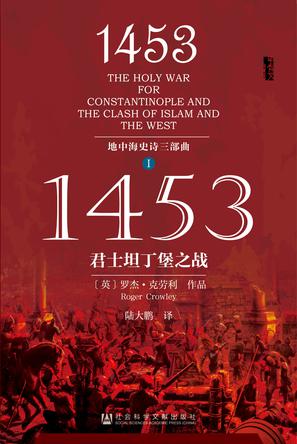 1453
THE HOLY WAR
FOR
CONSTANTINOPLE AND
THE CLASH OF ISLAM AND
THE WEST
地中海史诗三部曲
I
1453
君士坦丁堡之战
〔英〕罗杰·克劳利 作品
Roger Crowley
陆大鹏 译
社会科学文献出版社
SOCIAL SCIENCES ACADEMIC PRESS (CHINA)